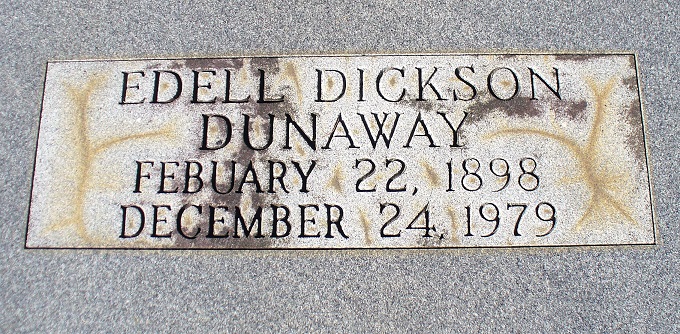 EDELL DICKSON
DUNAWAY
FEBUARY 22, 1898
DECEMBER 24, 1979